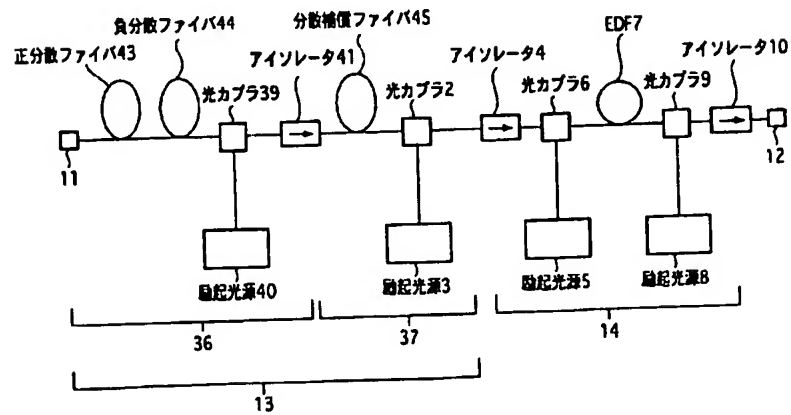 正分散ファイバ43
負分散ファイバ44
光カプラ39
アイソレータ41
分散補償ファイバ45
光カプラ2
アイソレータ4
光カプラ6
EDF7
光カプラ9
アイソレータ10
11
12
励起光源40
励起光源3
励起光源5
励起光源8
36
37
14
13